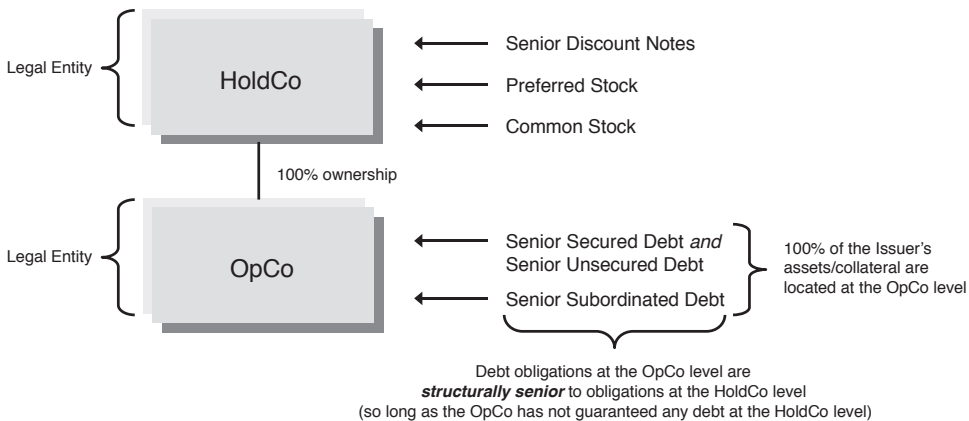 Legal Entity
HoldCo
Senior Discount Notes
Preferred Stock
Common Stock
100% ownership
Legal Entity
OpCo
Senior Secured Debt and
Senior Unsecured Debt
Senior Subordinated Debt
100% of the Issuer's
assets/collateral are
located at the OpCo level
Debt obligations at the OpCo level are
structurally senior to obligations at the HoldCo level
(so long as the OpCo has not guaranteed any debt at the HoldCo level)